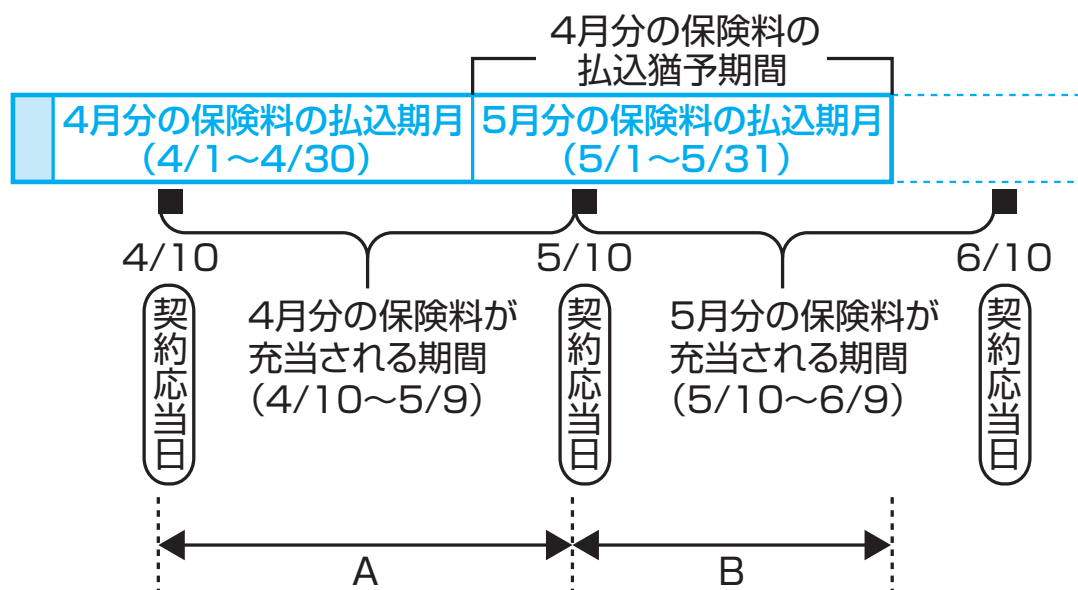 4月分の保険料の
払込猶予期間
4月分の保険料の払込期月
（4/1～4/30）
5月分の保険料の払込期月
（5/1～5/31）
4/10
5/10
6/10
契約応当日
4月分の保険料が
充当される期間
（4/10～5/9）
契約応当日
5月分の保険料が
充当される期間
（5/10～6/9）
契約応当日
A
B